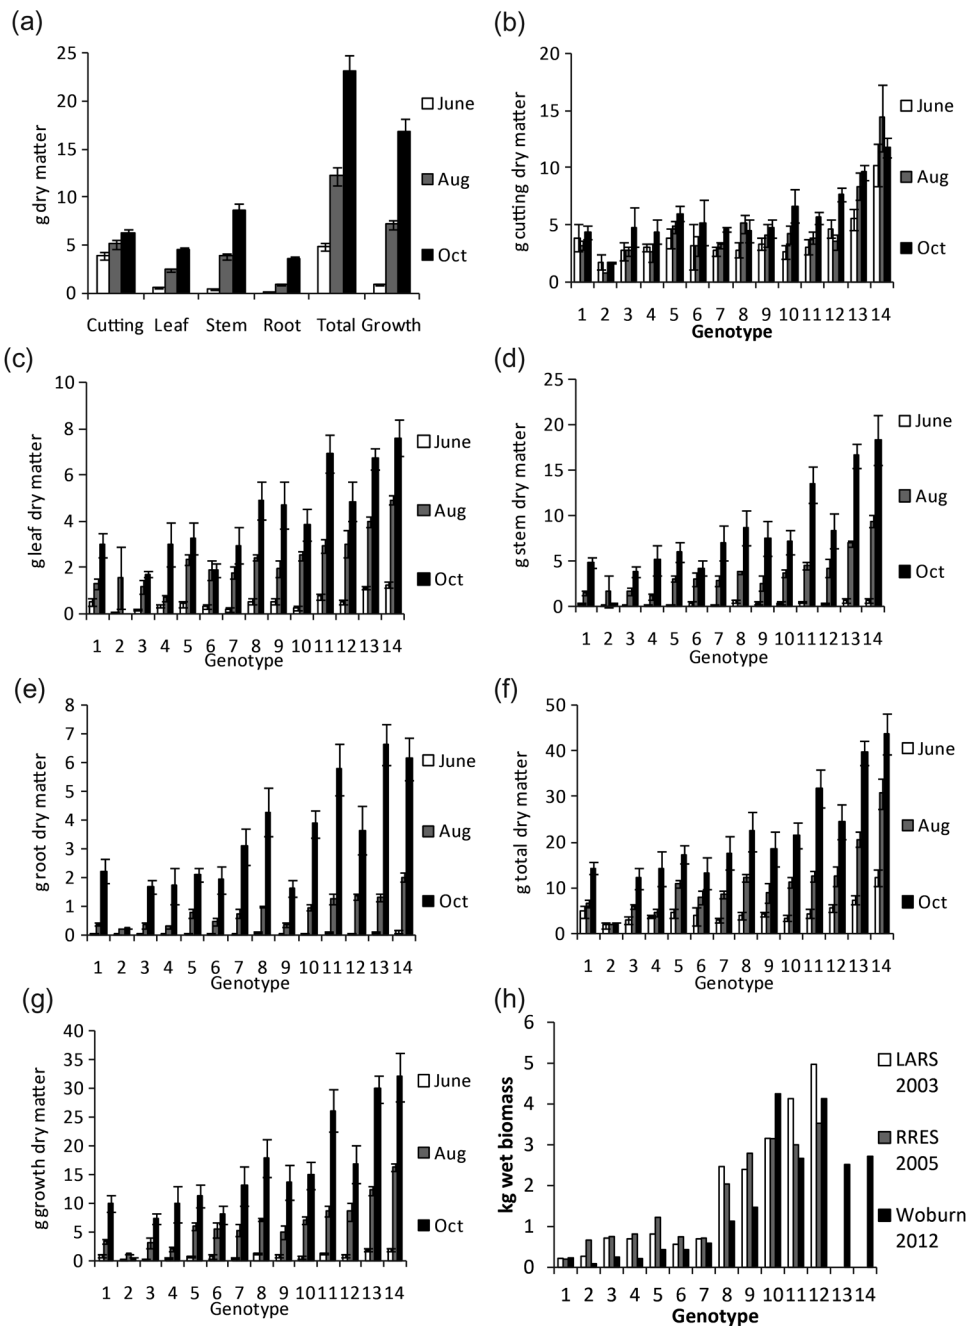 (a)
25
20
15
10
5
0
g dry matter
Cutting Leaf Stem Root Total Growth
June
Aug
Oct
(b)
20
15
10
5
0
g cutting dry matter
1 2 3 4 5 6 7 8 9 10 11 12 13 14
Genotype
June
Aug
Oct
(c)
10
8
6
4
2
0
g leaf dry matter
1 2 3 4 5 6 7 8 9 10 11 12 13 14
Genotype
June
Aug
Oct
(d)
25
20
15
10
5
0
g stem dry matter
1 2 3 4 5 6 7 8 9 10 11 12 13 14
Genotype
June
Aug
Oct
(e)
8
7
6
5
4
3
2
1
0
g root dry matter
1 2 3 4 5 6 7 8 9 10 11 12 13 14
Genotype
June
Aug
Oct
(f)
50
40
30
20
10
0
g total dry matter
1 2 3 4 5 6 7 8 9 10 11 12 13 14
Genotype
June
Aug
Oct
(g)
40
35
30
25
20
15
10
5
0
g growth dry matter
1 2 3 4 5 6 7 8 9 10 11 12 13 14
Genotype
June
Aug
Oct
(h)
6
5
4
3
2
1
0
kg wet biomass
1 2 3 4 5 6 7 8 9 10 11 12 13 14
Genotype
LARS
2003
RRES
2005
Woburn
2012